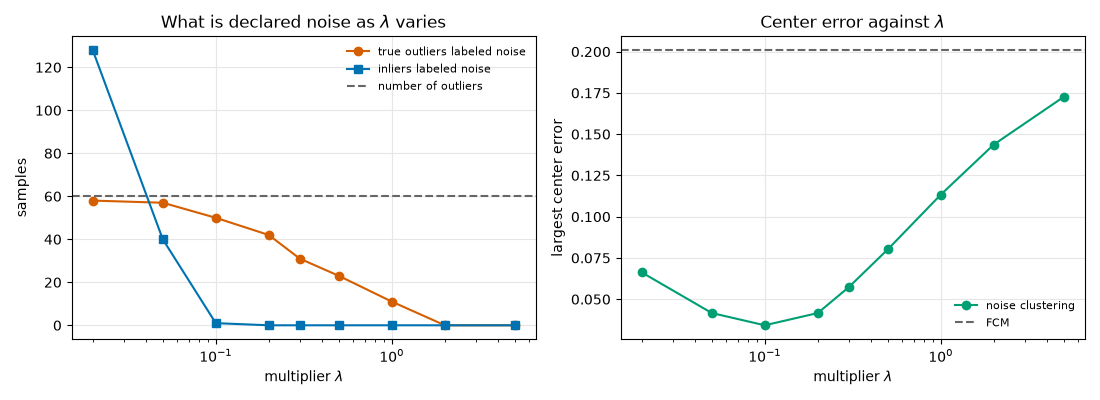 What is declared noise as λ varies
120
100
80
60
40
20
0
samples
10⁻¹
10⁰
multiplier λ
true outliers labeled noise
inliers labeled noise
number of outliers
Center error against λ
0.200
0.175
0.150
0.125
0.100
0.075
0.050
largest center error
10⁻¹
10⁰
multiplier λ
noise clustering
FCM